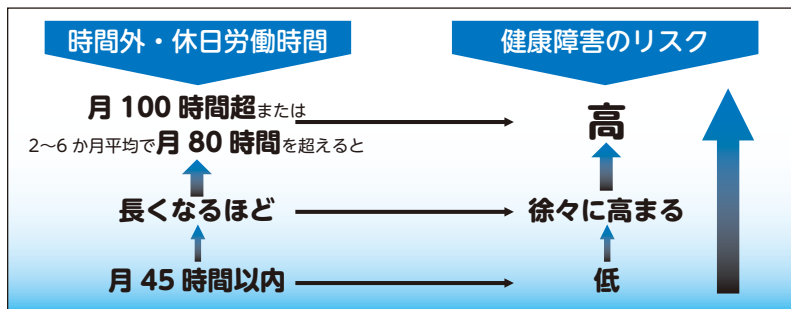 時間外・休日労働時間
健康障害のリスク
月 100 時間超または
2〜6 か月平均で月 80 時間を超えると
高
長くなるほど
徐々に高まる
月 45 時間以内
低